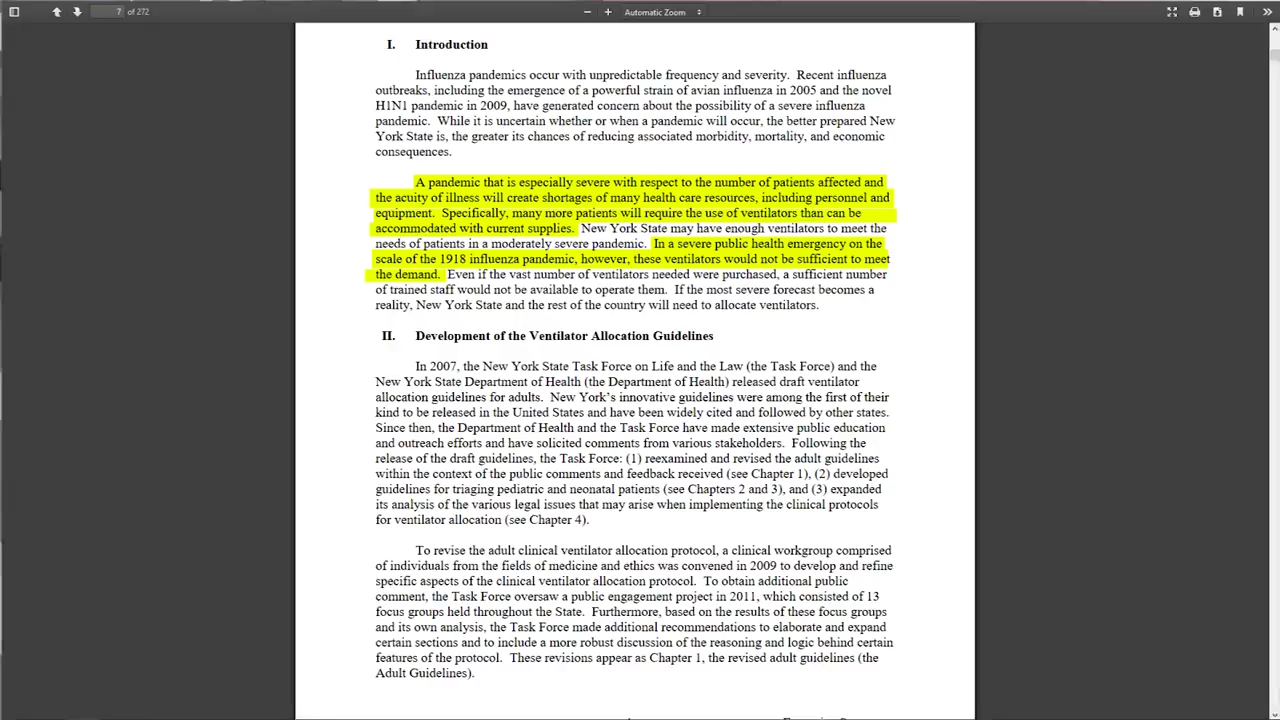 7 of 272
Automatic Zoom
I. Introduction
Influenza pandemics occur with unpredictable frequency and severity. Recent influenza
outbreaks, including the emergence of a powerful strain of avian influenza in 2005 and the novel
H1N1 pandemic in 2009, have generated concern about the possibility of a severe influenza
pandemic. While it is uncertain whether or when a pandemic will occur, the better prepared New
York State is, the greater its chances of reducing associated morbidity, mortality, and economic
consequences.
A pandemic that is especially severe with respect to the number of patients affected and
the acuity of illness will create shortages of many health care resources, including personnel and
equipment. Specifically, many more patients will require the use of ventilators than can be
accommodated with current supplies. New York State may have enough ventilators to meet the
needs of patients in a moderately severe pandemic. In a severe public health emergency on the
scale of the 1918 influenza pandemic, however, these ventilators would not be sufficient to meet
the demand. Even if the vast number of ventilators needed were purchased, a sufficient number
of trained staff would not be available to operate them. If the most severe forecast becomes a
reality, New York State and the rest of the country will need to allocate ventilators.
II. Development of the Ventilator Allocation Guidelines
In 2007, the New York State Task Force on Life and the Law (the Task Force) and the
New York State Department of Health (the Department of Health) released draft ventilator
allocation guidelines for adults. New York's innovative guidelines were among the first of their
kind to be released in the United States and have been widely cited and followed by other states.
Since then, the Department of Health and the Task Force have made extensive public education
and outreach efforts and have solicited comments from various stakeholders. Following the
release of the draft guidelines, the Task Force: (1) reexamined and revised the adult guidelines
within the context of the public comments and feedback received (see Chapter 1), (2) developed
guidelines for triaging pediatric and neonatal patients (see Chapters 2 and 3), and (3) expanded
its analysis of the various legal issues that may arise when implementing the clinical protocols
for ventilator allocation (see Chapter 4).
To revise the adult clinical ventilator allocation protocol, a clinical workgroup comprised
of individuals from the fields of medicine and ethics was convened in 2009 to develop and refine
specific aspects of the clinical ventilator allocation protocol. To obtain additional public
comment, the Task Force oversaw a public engagement project in 2011, which consisted of 13
focus groups held throughout the State. Furthermore, based on the results of these focus groups
and its own analysis, the Task Force made additional recommendations to elaborate and expand
certain sections and to include a more robust discussion of the reasoning and logic behind certain
features of the protocol. These revisions appear as Chapter 1, the revised adult guidelines (the
Adult Guidelines).